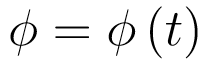 ϕ = ϕ (t)